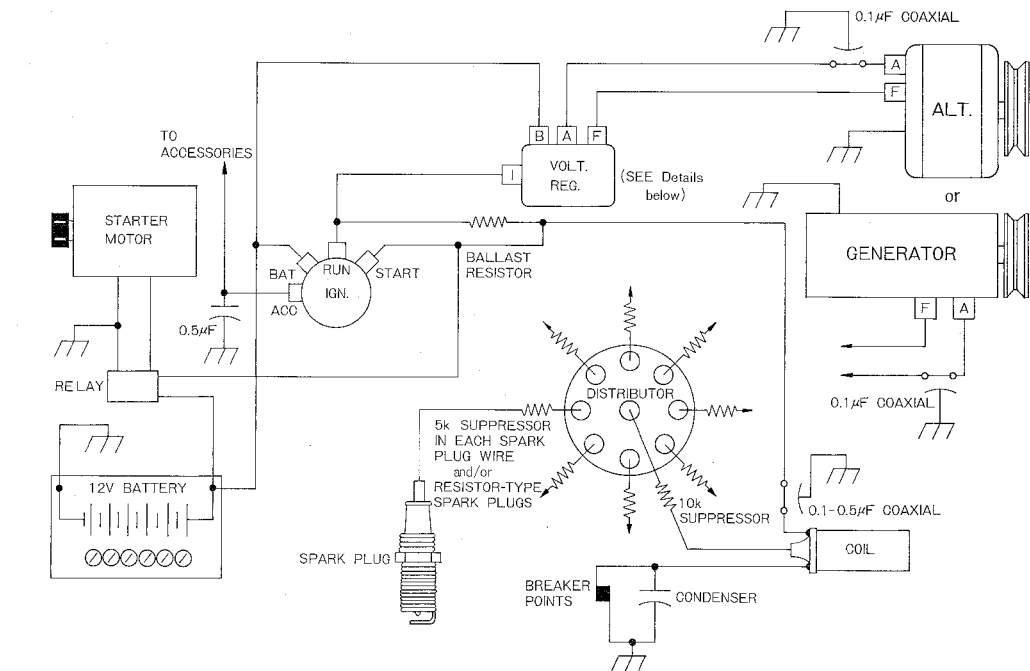 0.1μF COAXIAL
A
F
ALT.
TO
ACCESSORIES
B A F
I
VOLT.
REG.
(SEE Details
below)
or
STARTER
MOTOR
BAT
RUN
START
IGN.
ACC
BALLAST
RESISTOR
GENERATOR
F A
0.5μF
RELAY
DISTRIBUTOR
0.1μF COAXIAL
5k SUPPRESSOR
IN EACH SPARK
PLUG WIRE
and/or
RESISTOR-TYPE
SPARK PLUGS
12V BATTERY
10k
SUPPRESSOR
0.1-0.5μF COAXIAL
COIL
SPARK PLUG
BREAKER
POINTS
CONDENSER